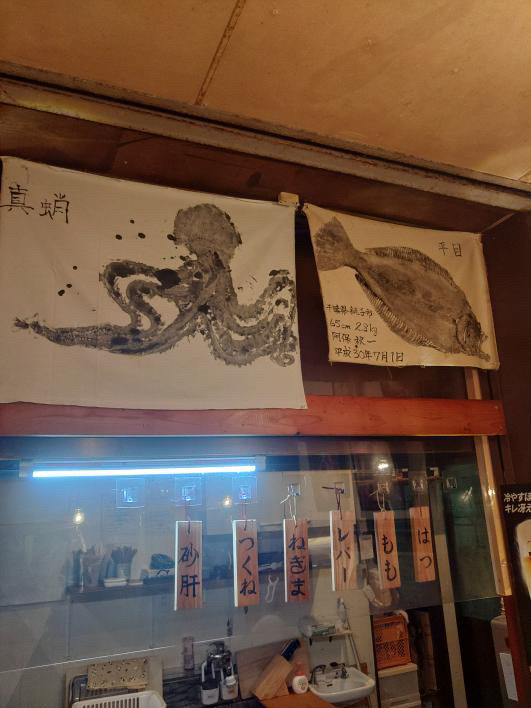 真蛸
平目
千葉県銚子市
65cm 2.8kg
阿保 
平成30年7月1日
砂肝
つくね
ねぎま
レバー
もも
はつ
冷やすほ
キレ冴え